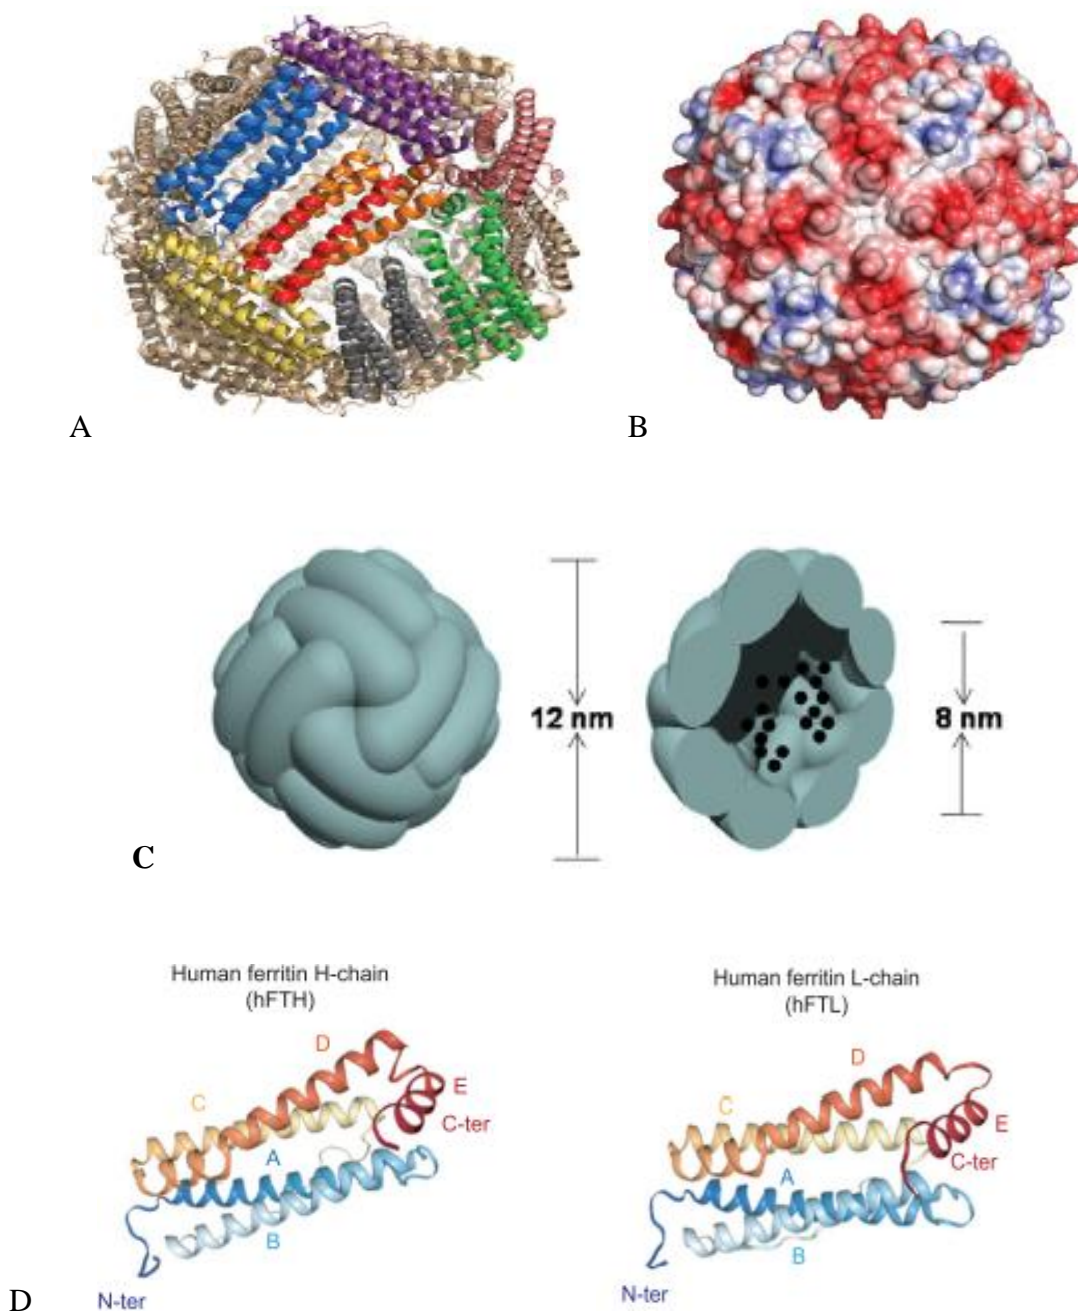 A
B
12 nm
8 nm
C
Human ferritin H-chain
(hFTH)
Human ferritin L-chain
(hFTL)
D
E
C
C-ter
A
B
N-ter
D
C
E
C-ter
A
B
N-ter
D